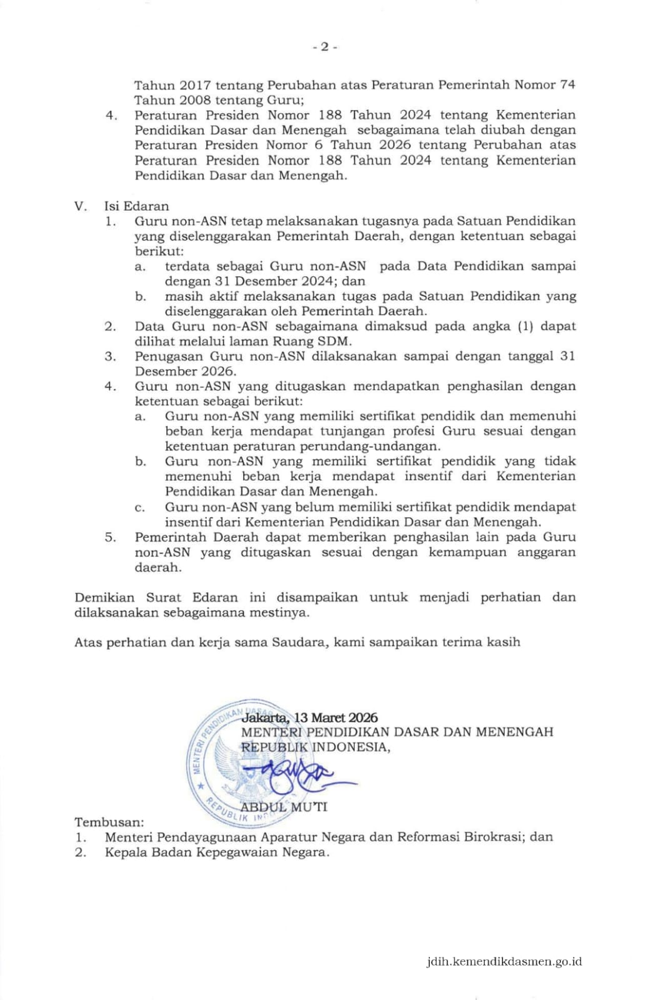 - 2 -
Tahun 2017 tentang Perubahan atas Peraturan Pemerintah Nomor 74
Tahun 2008 tentang Guru;
4. Peraturan Presiden Nomor 188 Tahun 2024 tentang Kementerian
Pendidikan Dasar dan Menengah sebagaimana telah diubah dengan
Peraturan Presiden Nomor 6 Tahun 2026 tentang Perubahan atas
Peraturan Presiden Nomor 188 Tahun 2024 tentang Kementerian
Pendidikan Dasar dan Menengah.
V. Isi Edaran
1. Guru non-ASN tetap melaksanakan tugasnya pada Satuan Pendidikan
yang diselenggarakan Pemerintah Daerah, dengan ketentuan sebagai
berikut:
a. terdata sebagai Guru non-ASN pada Data Pendidikan sampai
dengan 31 Desember 2024; dan
b. masih aktif melaksanakan tugas pada Satuan Pendidikan yang
diselenggarakan oleh Pemerintah Daerah.
2. Data Guru non-ASN sebagaimana dimaksud pada angka (1) dapat
dilihat melalui laman Ruang SDM.
3. Penugasan Guru non-ASN dilaksanakan sampai dengan tanggal 31
Desember 2026.
4. Guru non-ASN yang ditugaskan mendapatkan penghasilan dengan
ketentuan sebagai berikut:
a. Guru non-ASN yang memiliki sertifikat pendidik dan memenuhi
beban kerja mendapat tunjangan profesi Guru sesuai dengan
ketentuan peraturan perundang-undangan.
b. Guru non-ASN yang memiliki sertifikat pendidik yang tidak
memenuhi beban kerja mendapat insentif dari Kementerian
Pendidikan Dasar dan Menengah.
c. Guru non-ASN yang belum memiliki sertifikat pendidik mendapat
insentif dari Kementerian Pendidikan Dasar dan Menengah.
5. Pemerintah Daerah dapat memberikan penghasilan lain pada Guru
non-ASN yang ditugaskan sesuai dengan kemampuan anggaran
daerah.
Demikian Surat Edaran ini disampaikan untuk menjadi perhatian dan
dilaksanakan sebagaimana mestinya.
Atas perhatian dan kerja sama Saudara, kami sampaikan terima kasih
Jakarta, 13 Maret 2026
MENTERI PENDIDIKAN DASAR DAN MENENGAH
REPUBLIK INDONESIA,
MENTERI PENDIDIKAN DASAR
REPUBLIK INDONESIA
ABDUL MU'TI
Tembusan:
1. Menteri Pendayagunaan Aparatur Negara dan Reformasi Birokrasi; dan
2. Kepala Badan Kepegawaian Negara.
jdih.kemendikdasmen.go.id